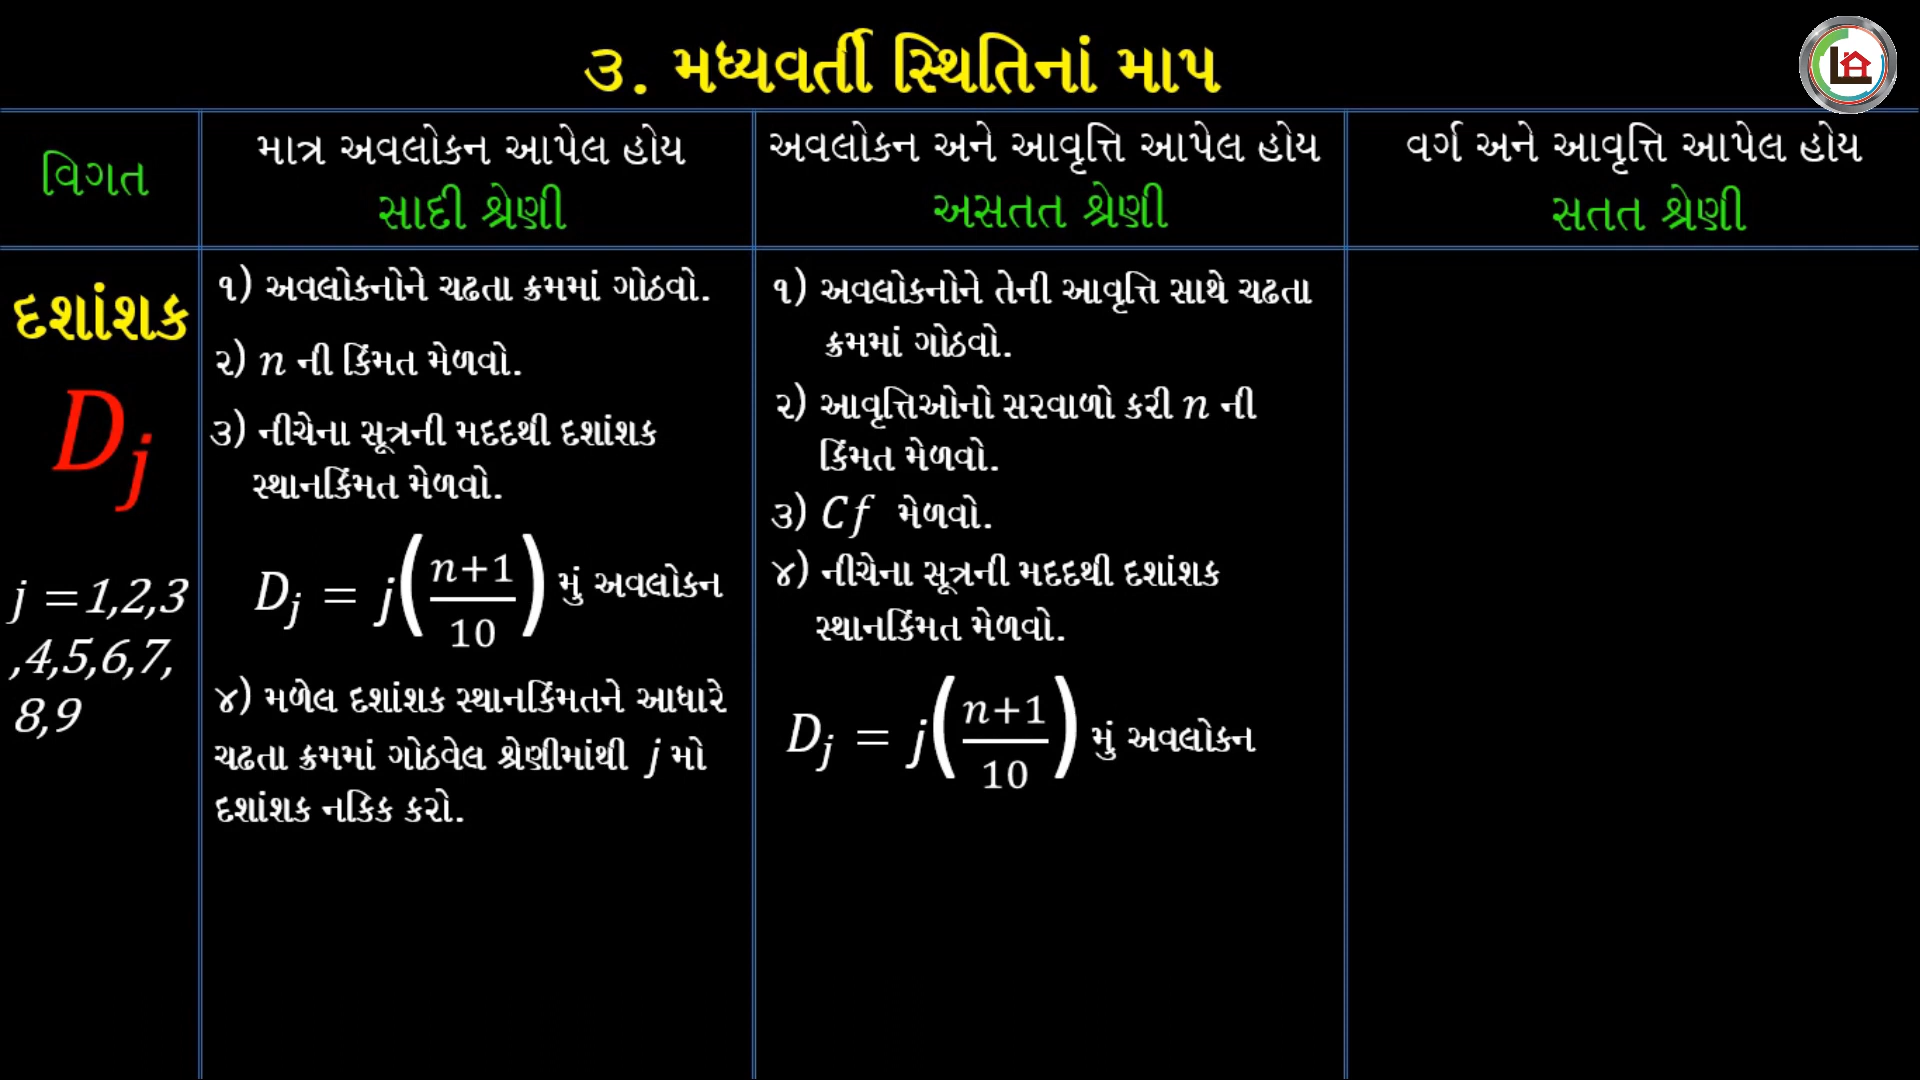 ૩. મધ્યવર્તી સ્થિતિનાં માપ
વિગત
માત્ર અવલોકન આપેલ હોય
સાદી શ્રેણી
અવલોકન અને આવૃત્તિ આપેલ હોય
અસતત શ્રેણી
વર્ગ અને આવૃત્તિ આપેલ હોય
સતત શ્રેણી
દશાંશક
Dj
j =1,2,3
,4,5,6,7,
8,9
૧) અવલોકનોને ચઢતા ક્રમમાં ગોઠવો.
૨) n ની કિંમત મેળવો.
૩) નીચેના સૂત્રની મદદથી દશાંશક
સ્થાનકિંમત મેળવો.
Dj = j((n+1)/10) મું અવલોકન
૪) મળેલ દશાંશક સ્થાનકિંમતને આધારે
ચઢતા ક્રમમાં ગોઠવેલ શ્રેણીમાંથી j મો
દશાંશક નકિક કરો.
૧) અવલોકનોને તેની આવૃત્તિ સાથે ચઢતા
ક્રમમાં ગોઠવો.
૨) આવૃત્તિઓનો સરવાળો કરી n ની
કિંમત મેળવો.
૩) Cf મેળવો.
૪) નીચેના સૂત્રની મદદથી દશાંશક
સ્થાનકિંમત મેળવો.
Dj = j((n+1)/10) મું અવલોકન